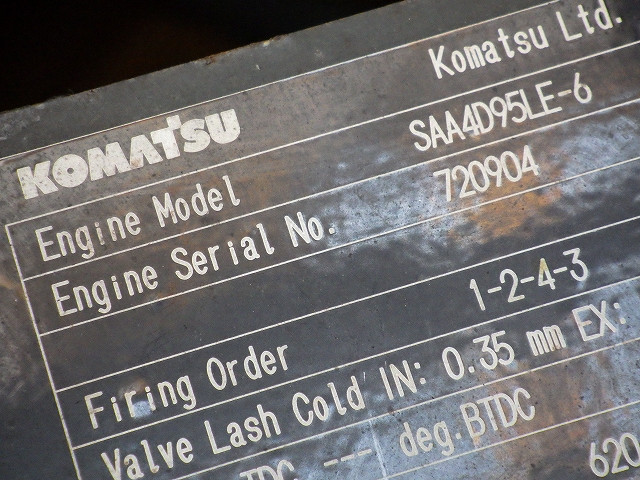 KOMATSU Komatsu Ltd.
Engine Model SAA4D95LE-6
Engine Serial No. 720904
Firing Order 1-2-4-3
Valve Lash Cold IN: 0.35 mm EX:
TDC --- deg.BTDC
620